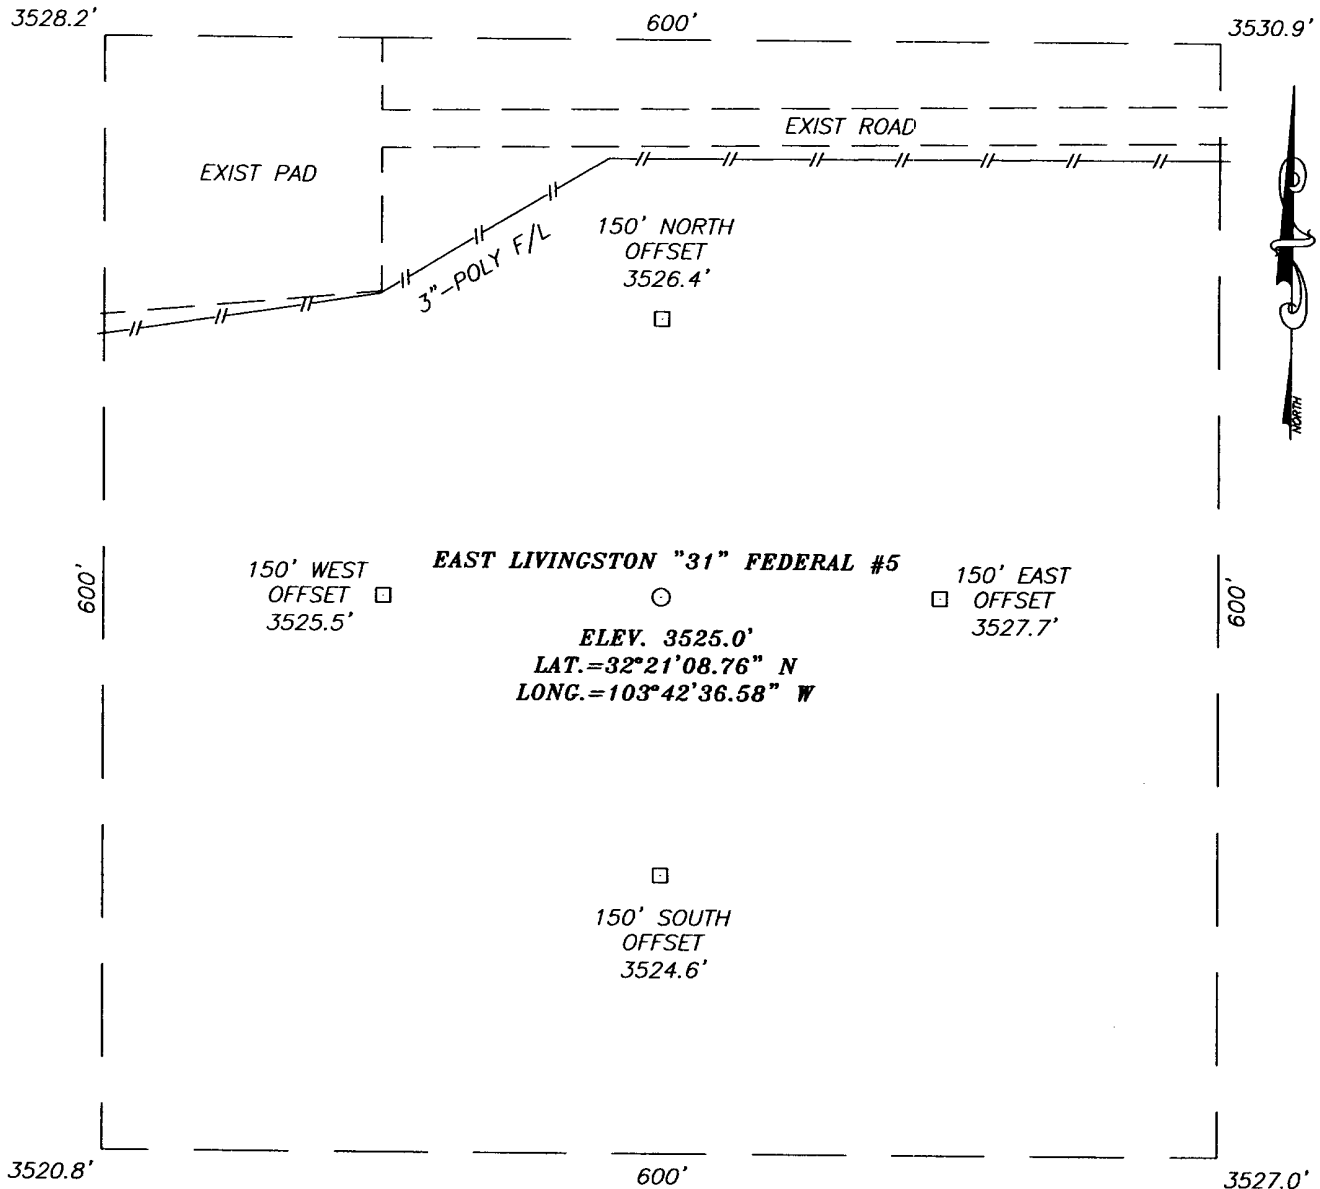 3528.2'
600'
3530.9'
EXIST ROAD
EXIST PAD
150' NORTH
OFFSET
3526.4'
3"-POLY F/L
NORTH
EAST LIVINGSTON "31" FEDERAL #5
150' WEST
OFFSET
3525.5'
150' EAST
OFFSET
3527.7'
600'
600'
ELEV. 3525.0'
LAT.=32°21'08.76" N
LONG.=103°42'36.58" W
150' SOUTH
OFFSET
3524.6'
3520.8'
600'
3527.0'